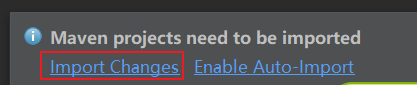 Maven projects need to be imported
Import Changes Enable Auto-Import